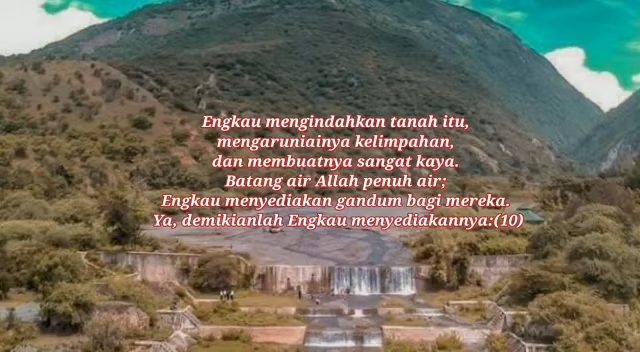 Engkau mengindahkan tanah itu,
mengaruniainya kelimpahan,
dan membuatnya sangat kaya.
Batang air Allah penuh air;
Engkau menyediakan gandum bagi mereka.
Ya, demikianlah Engkau menyediakannya:(10)